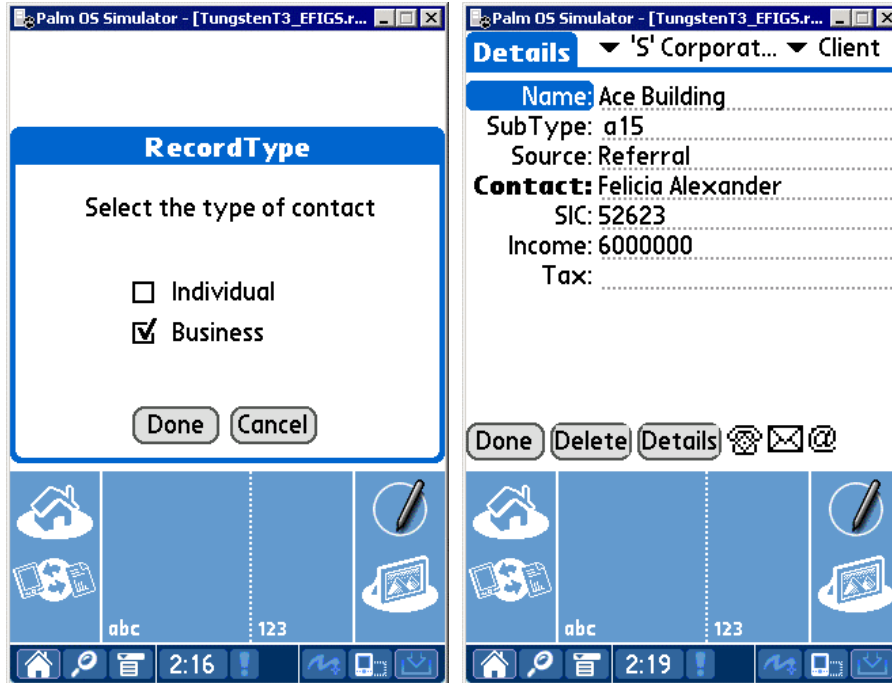 Palm OS Simulator - [TungstenT3_EFIGS.r...
RecordType
Select the type of contact
Individual
Business
Done Cancel
abc 123
2:16
Palm OS Simulator - [TungstenT3_EFIGS.r...
Details 'S' Corporat... Client
Name: Ace Building
SubType: a15
Source: Referral
Contact: Felicia Alexander
SIC: 52623
Income: 6000000
Tax:
Done Delete Details @
abc 123
2:19